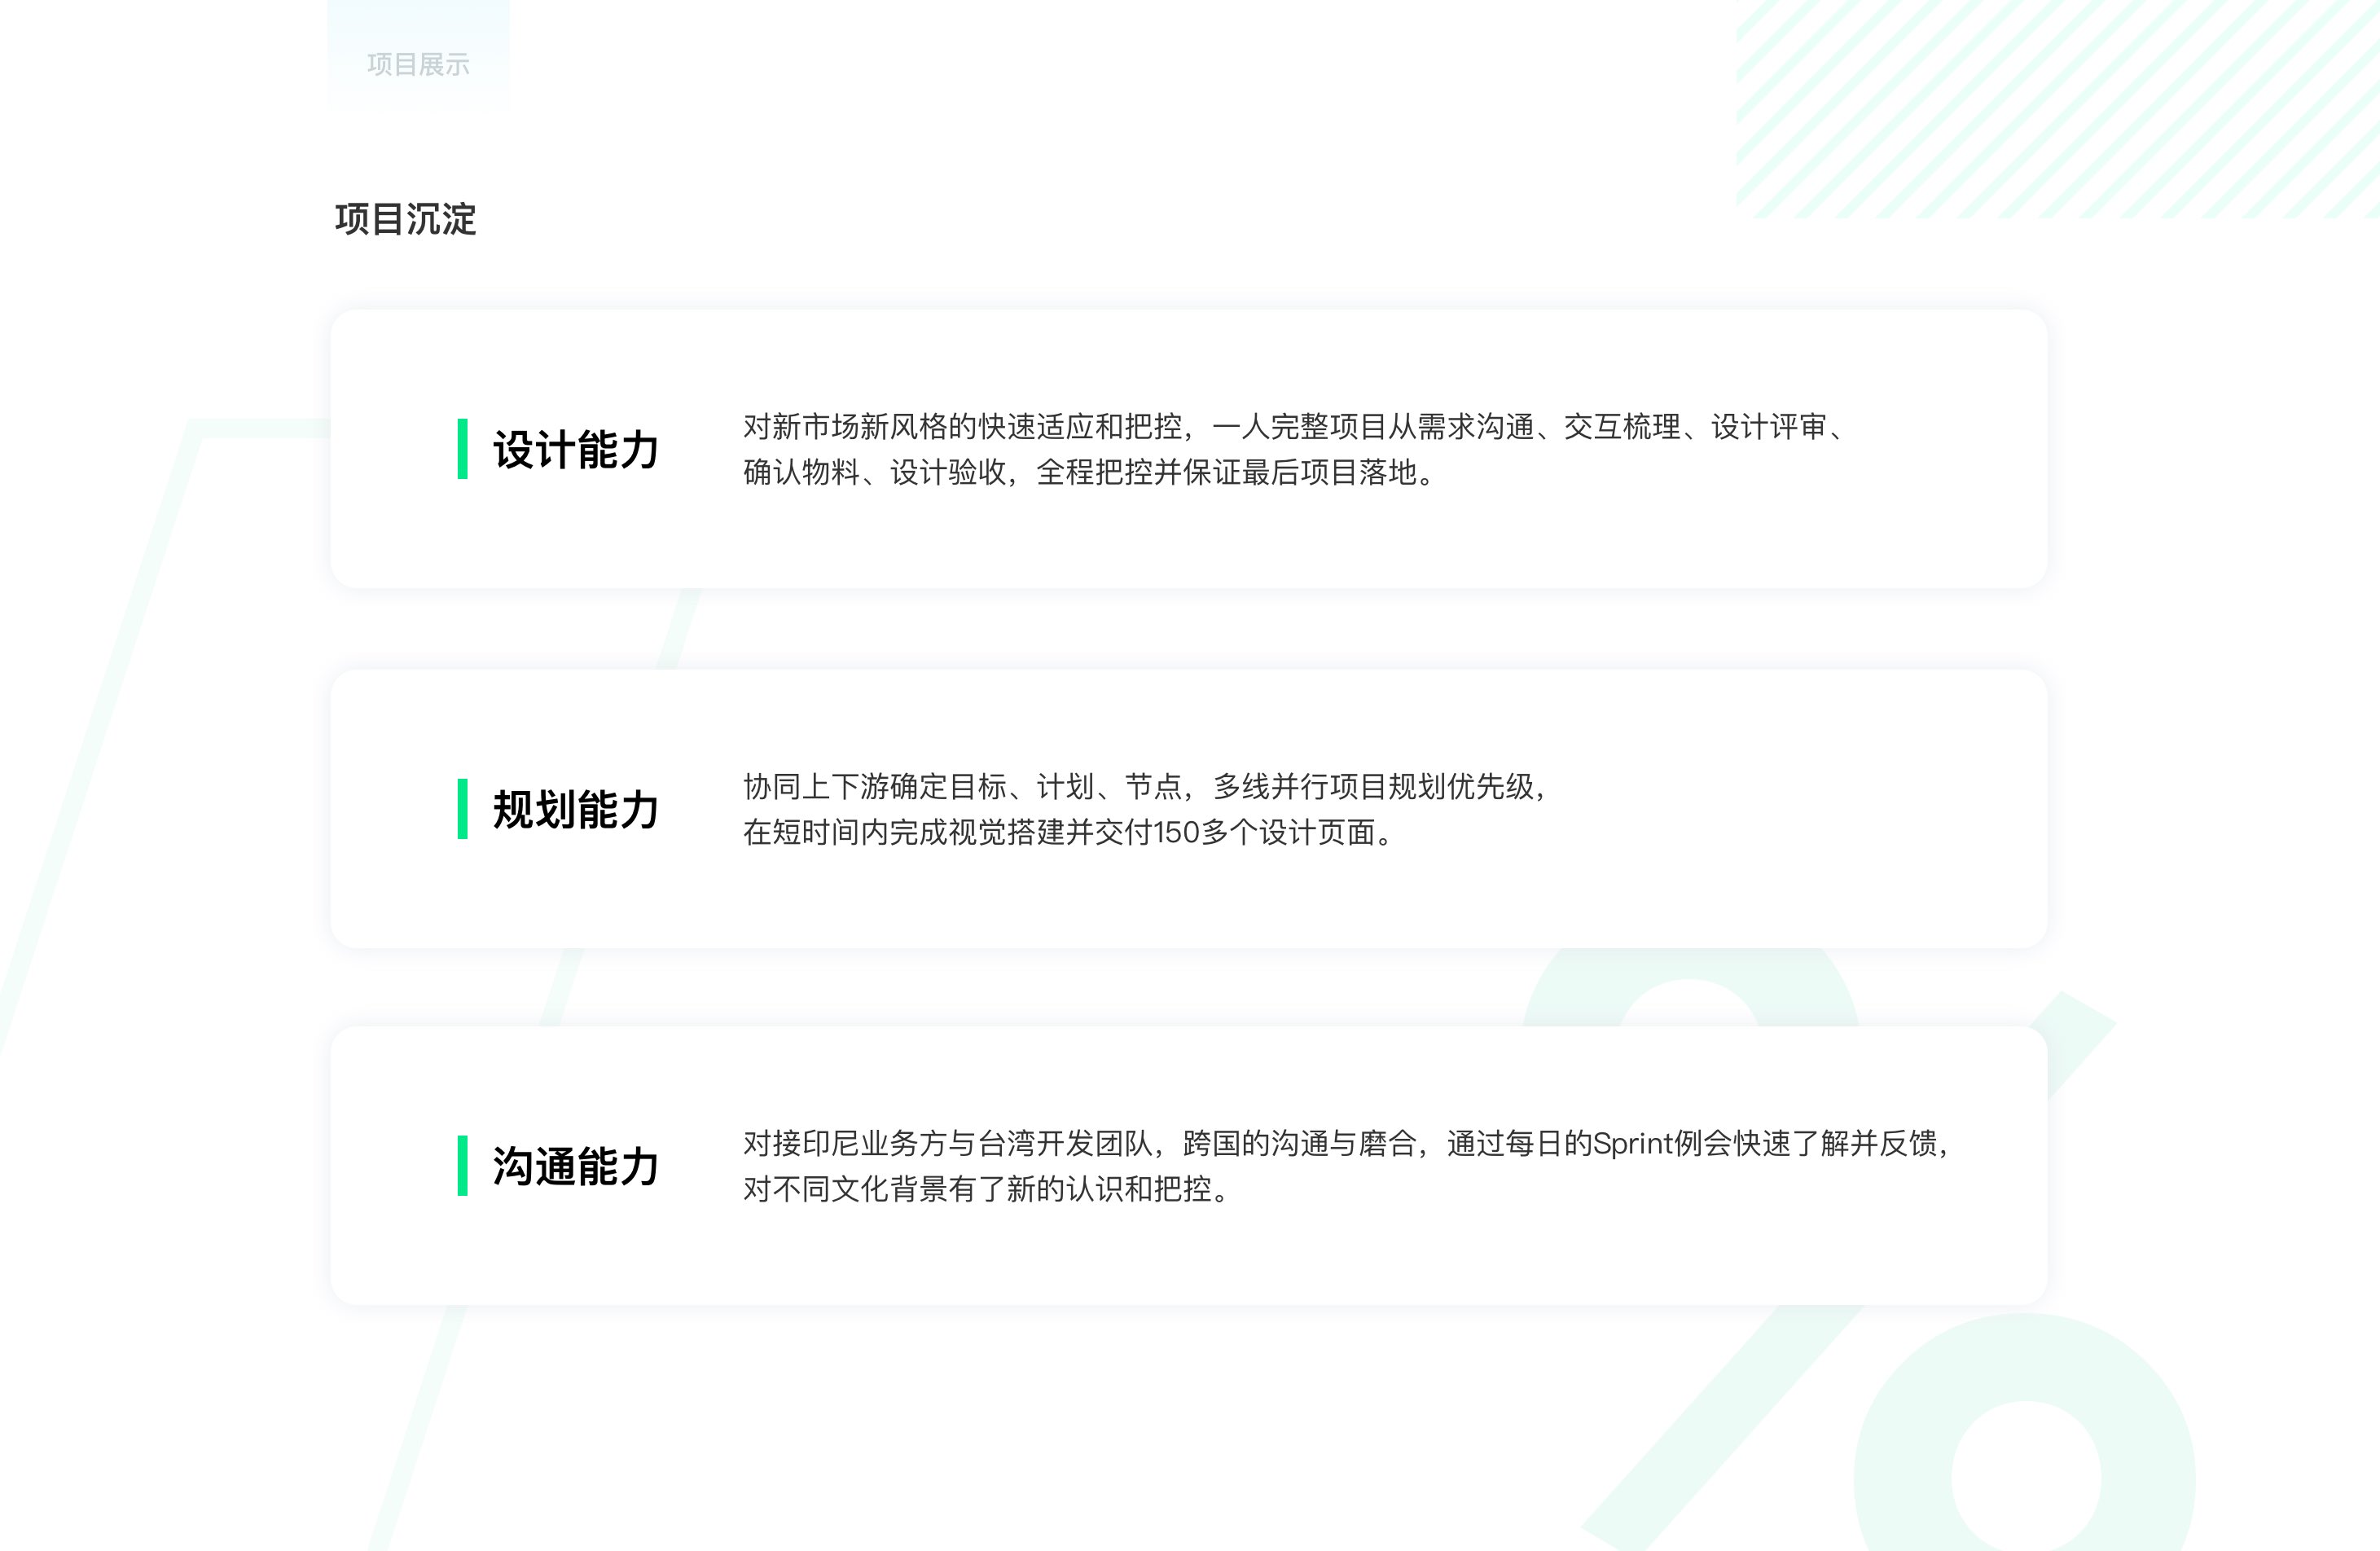 项目展示
项目沉淀
设计能力
对新市场新风格的快速适应和把控，一人完整项目从需求沟通、交互梳理、设计评审、
确认物料、设计验收，全程把控并保证最后项目落地。
规划能力
协同上下游确定目标、计划、节点，多线并行项目规划优先级，
在短时间内完成视觉搭建并交付150多个设计页面。
沟通能力
对接印尼业务方与台湾开发团队，跨国的沟通与磨合，通过每日的Sprint例会快速了解并反馈，
对不同文化背景有了新的认识和把控。
%